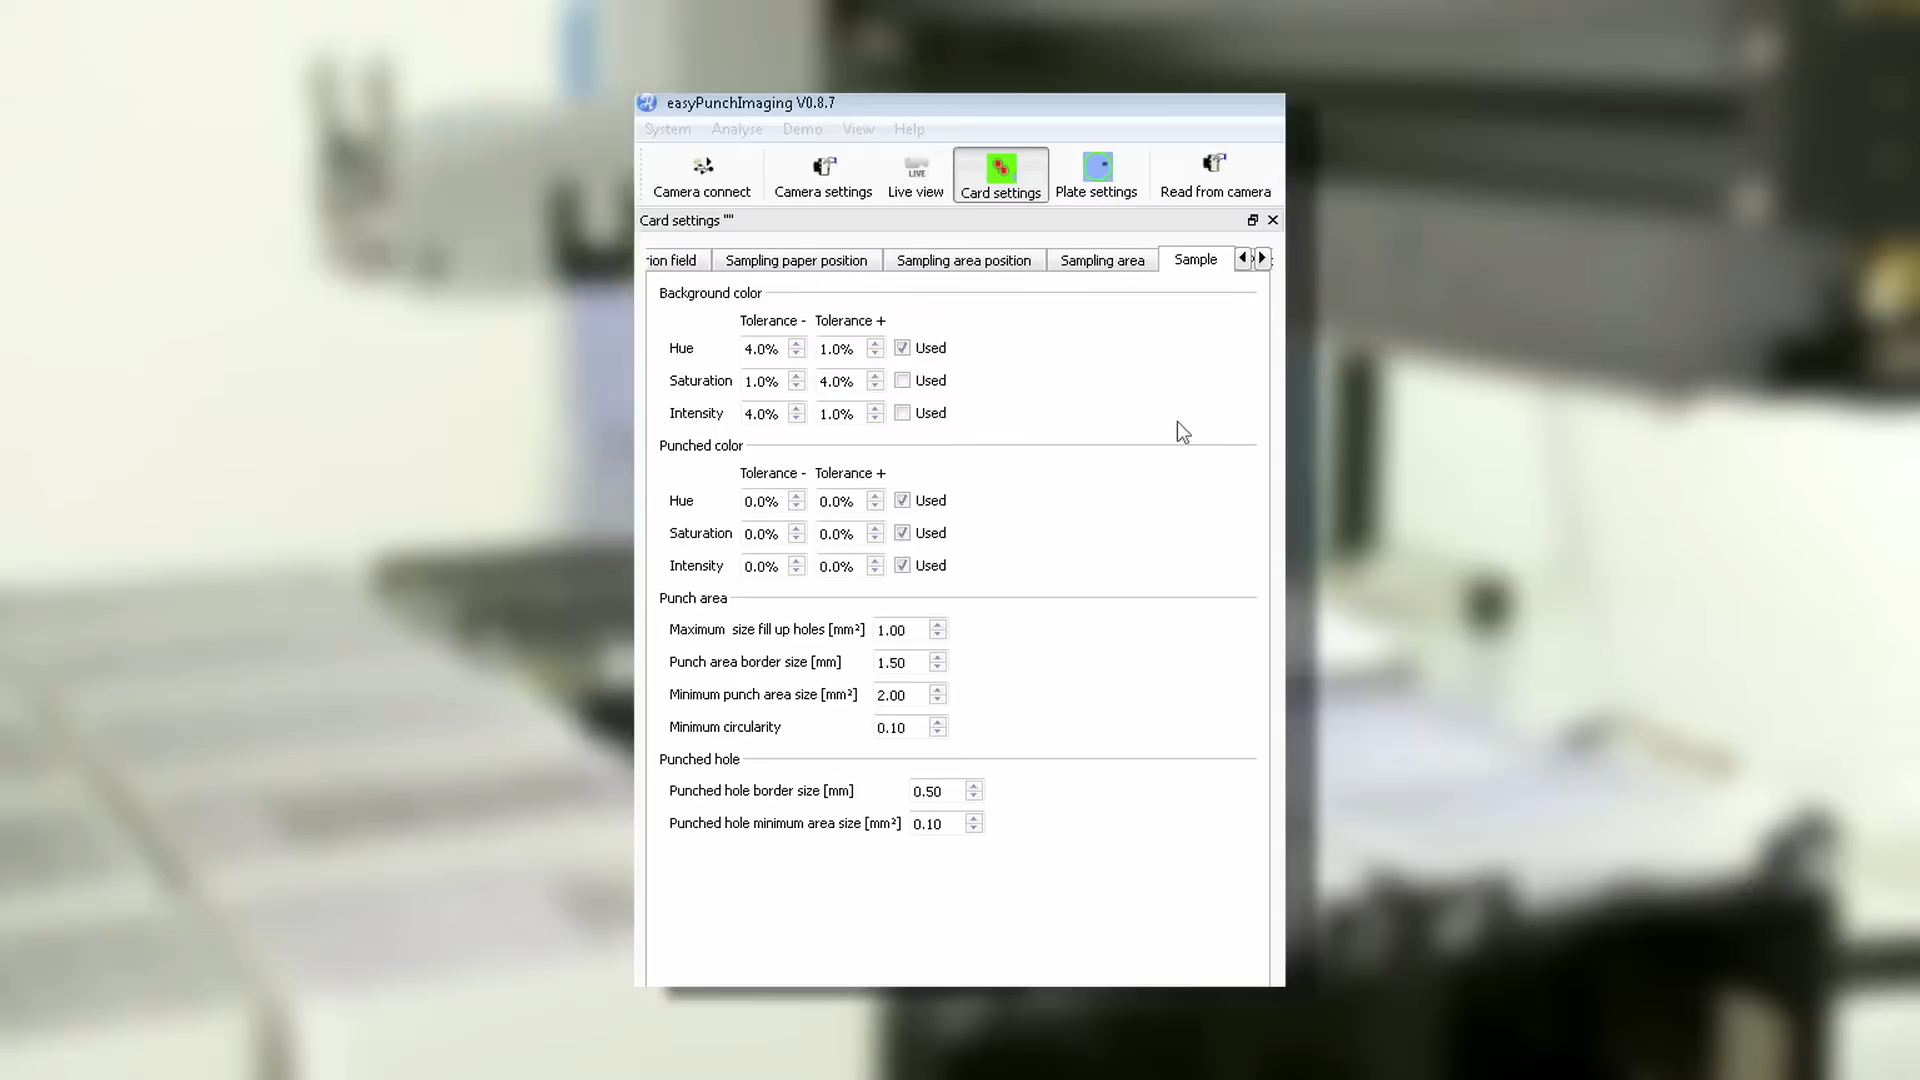 easyPunchImaging V0.8.7
System Analyse Demo View Help
LIVE
Camera connect Camera settings Live view Card settings Plate settings Read from camera
Card settings ""
ion field Sampling paper position Sampling area position Sampling area Sample
Background color
Tolerance - Tolerance +
Hue 4.0% 1.0% Used
Saturation 1.0% 4.0% Used
Intensity 4.0% 1.0% Used
Punched color
Tolerance - Tolerance +
Hue 0.0% 0.0% Used
Saturation 0.0% 0.0% Used
Intensity 0.0% 0.0% Used
Punch area
Maximum size fill up holes [mm²] 1.00
Punch area border size [mm] 1.50
Minimum punch area size [mm²] 2.00
Minimum circularity 0.10
Punched hole
Punched hole border size [mm] 0.50
Punched hole minimum area size [mm²] 0.10